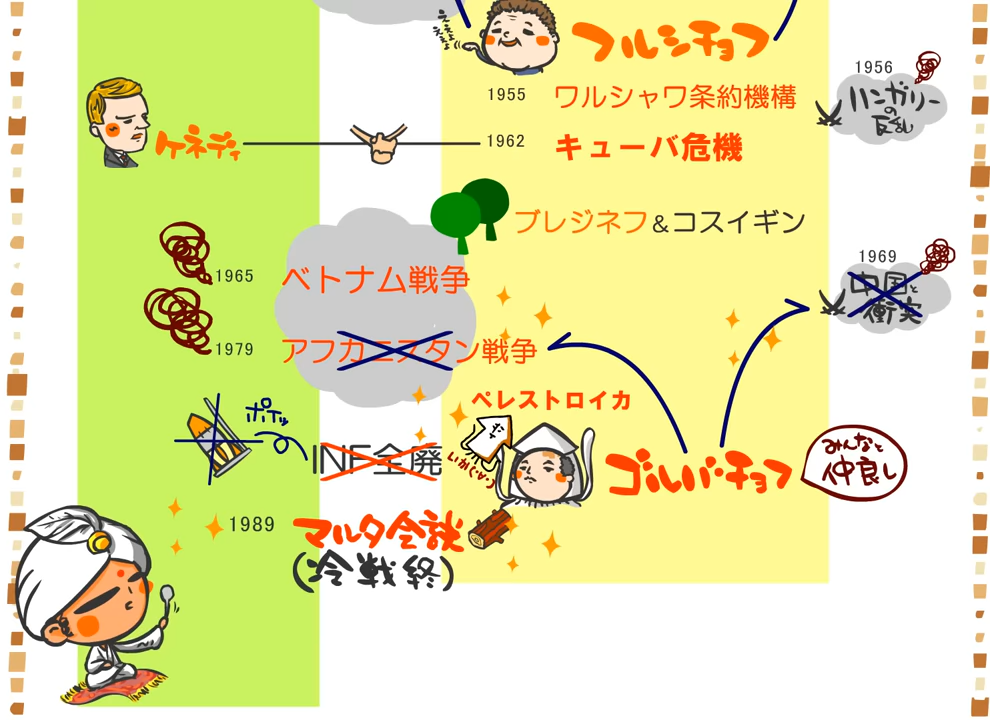 フルシチョフ
1955 ワルシャワ条約機構
1956
ハンガリー
の
反乱
ケネディ
1962 キューバ危機
ブレジネフ&コスイギン
1965 ベトナム戦争
1969
中国と
衝突
1979 アフガニスタン戦争
ペレストロイカ
ポイッ
INF全廃
ゴルバチョフ
みんなと
仲良し
1989 マルタ会談
(冷戦終)